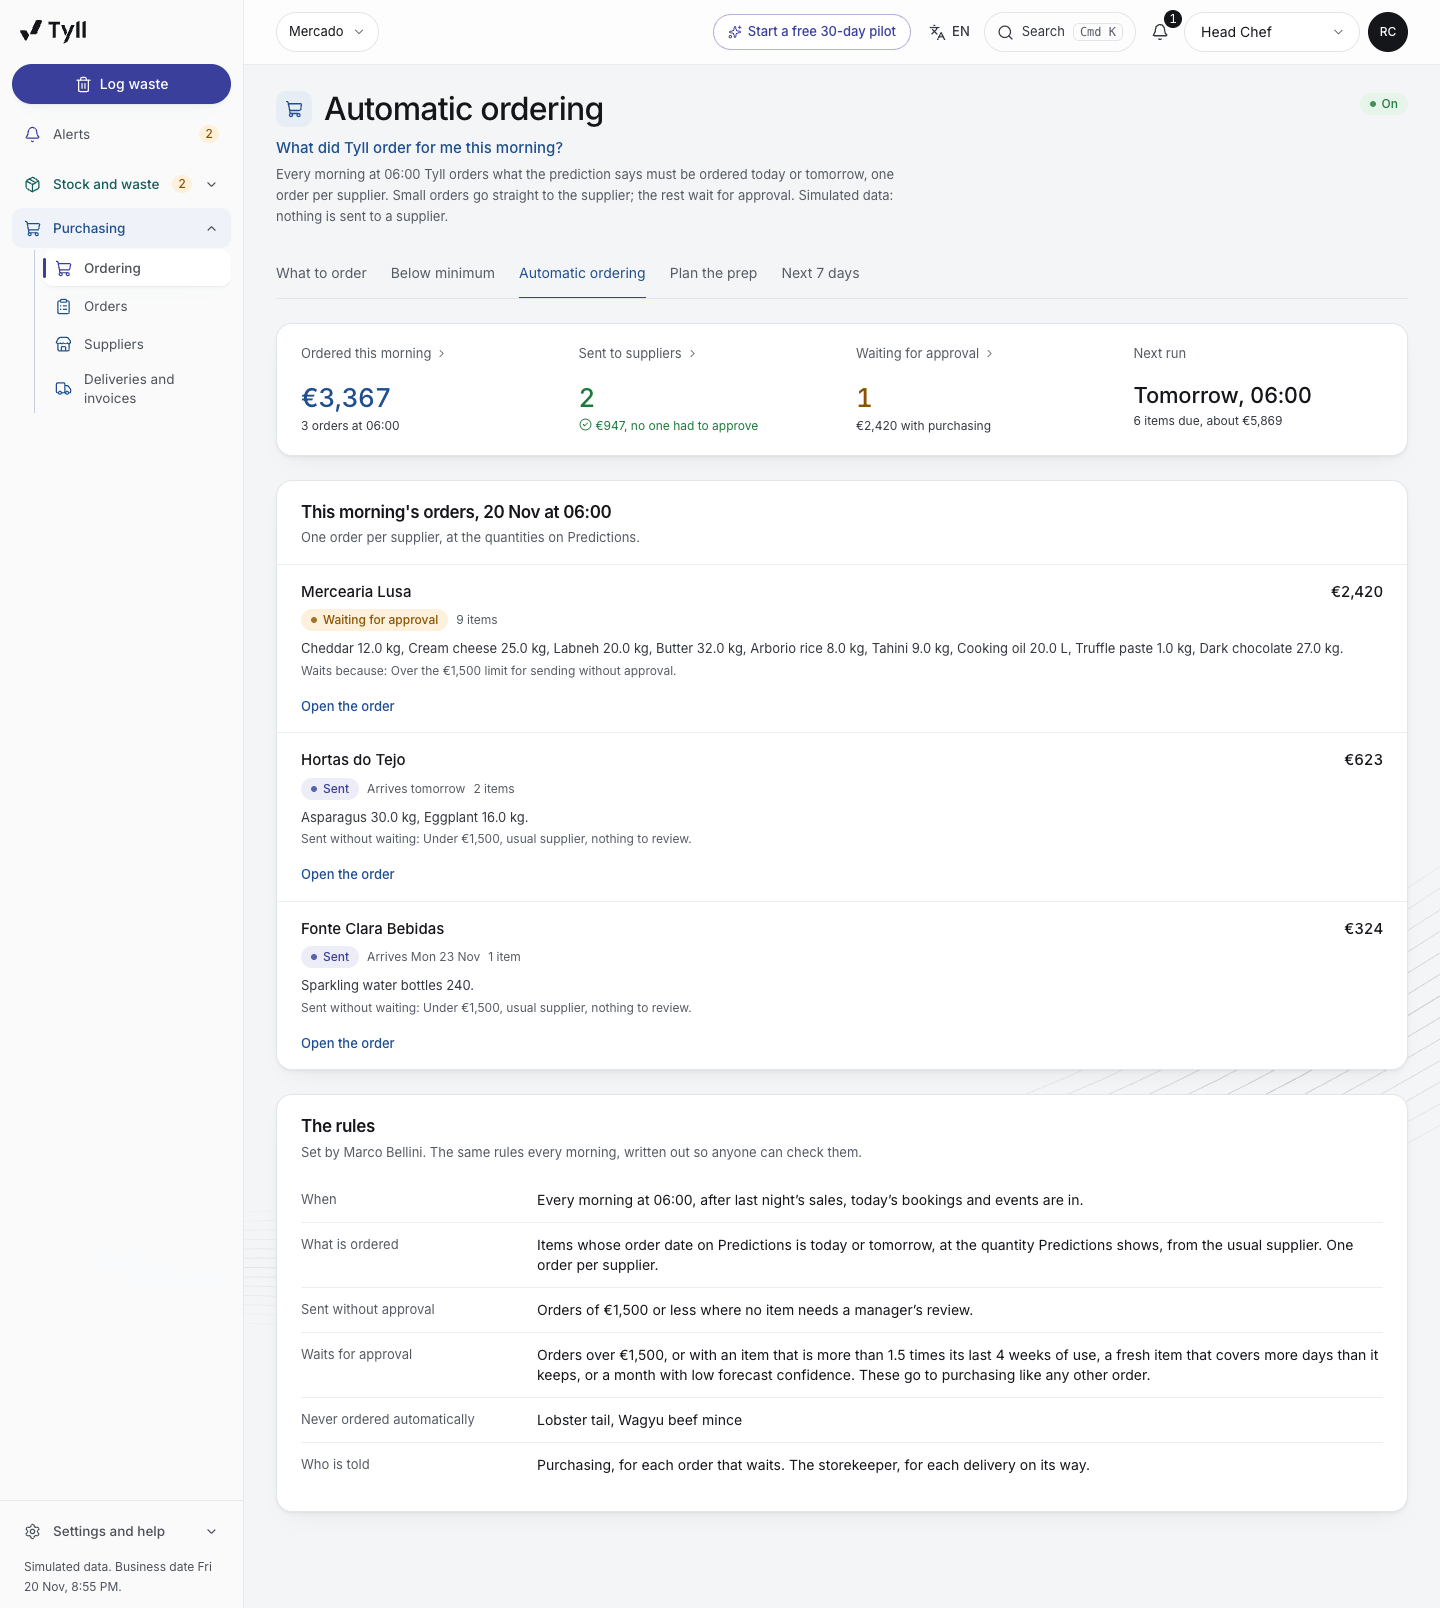 Tyll
Log waste
Alerts 2
Stock and waste 2
Purchasing
Ordering
Orders
Suppliers
Deliveries and
invoices
Settings and help
Simulated data. Business date Fri
20 Nov, 8:55 PM.
Mercado
Start a free 30-day pilot
EN
Search Cmd K
1
Head Chef
RC
Automatic ordering
On
What did Tyll order for me this morning?
Every morning at 06:00 Tyll orders what the prediction says must be ordered today or tomorrow, one
order per supplier. Small orders go straight to the supplier; the rest wait for approval. Simulated data:
nothing is sent to a supplier.
What to order
Below minimum
Automatic ordering
Plan the prep
Next 7 days
Ordered this morning
€3,367
3 orders at 06:00
Sent to suppliers
2
€947, no one had to approve
Waiting for approval
1
€2,420 with purchasing
Next run
Tomorrow, 06:00
6 items due, about €5,869
This morning's orders, 20 Nov at 06:00
One order per supplier, at the quantities on Predictions.
Mercearia Lusa €2,420
Waiting for approval 9 items
Cheddar 12.0 kg, Cream cheese 25.0 kg, Labneh 20.0 kg, Butter 32.0 kg, Arborio rice 8.0 kg, Tahini 9.0 kg, Cooking oil 20.0 L, Truffle paste 1.0 kg, Dark chocolate 27.0 kg.
Waits because: Over the €1,500 limit for sending without approval.
Open the order
Hortas do Tejo €623
Sent Arrives tomorrow 2 items
Asparagus 30.0 kg, Eggplant 16.0 kg.
Sent without waiting: Under €1,500, usual supplier, nothing to review.
Open the order
Fonte Clara Bebidas €324
Sent Arrives Mon 23 Nov 1 item
Sparkling water bottles 240.
Sent without waiting: Under €1,500, usual supplier, nothing to review.
Open the order
The rules
Set by Marco Bellini. The same rules every morning, written out so anyone can check them.
When
Every morning at 06:00, after last night’s sales, today’s bookings and events are in.
What is ordered
Items whose order date on Predictions is today or tomorrow, at the quantity Predictions shows, from the usual supplier. One
order per supplier.
Sent without approval
Orders of €1,500 or less where no item needs a manager’s review.
Waits for approval
Orders over €1,500, or with an item that is more than 1.5 times its last 4 weeks of use, a fresh item that covers more days than it
keeps, or a month with low forecast confidence. These go to purchasing like any other order.
Never ordered automatically
Lobster tail, Wagyu beef mince
Who is told
Purchasing, for each order that waits. The storekeeper, for each delivery on its way.